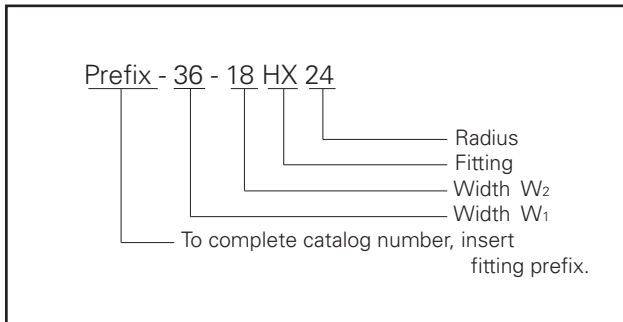 Prefix - 36 - 18 HX 24
Radius
Fitting
Width W2
Width W1
To complete catalog number, insert
fitting prefix.